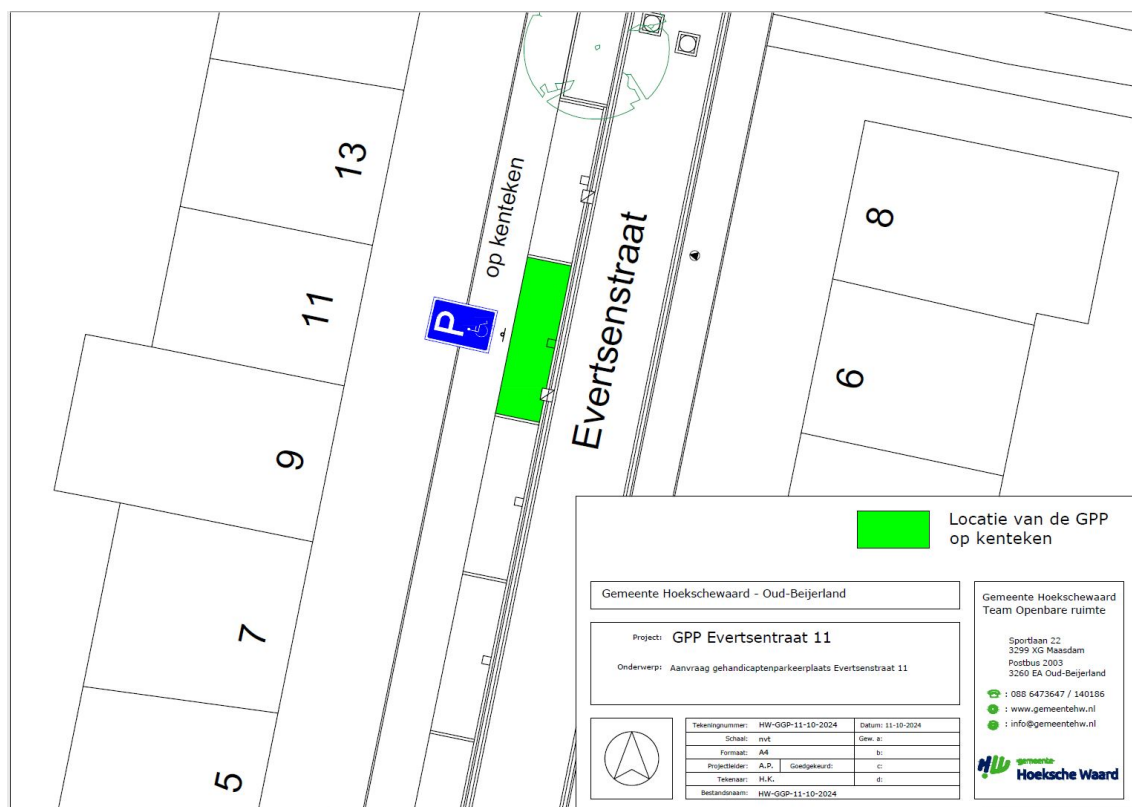 13
op kenteken
8
11
P
Evertsenstraat
6
9
7
5
Locatie van de GPP
op kenteken
Gemeente Hoekschewaard - Oud-Beijerland
Project: GPP Evertsentraat 11
Onderwerp: Aanvraag gehandicaptenparkeerplaats Evertsenstraat 11
Tekeningnummer: HW-GGP-11-10-2024 Datum: 11-10-2024
Schaal: nvt Gew. a:
Formaat: A4 b:
Projectleider: A.P. Goedgekeurd: c:
Tekenaar: H.K. d:
Bestandsnaam: HW-GGP-11-10-2024
Gemeente Hoekschewaard
Team Openbare ruimte
Sportlaan 22
3299 XG Maasdam
Postbus 2003
3260 EA Oud-Beijerland
: 088 6473647 / 140186
: www.gemeentehw.nl
: info@gemeentehw.nl
gemeente
Hoeksche Waard